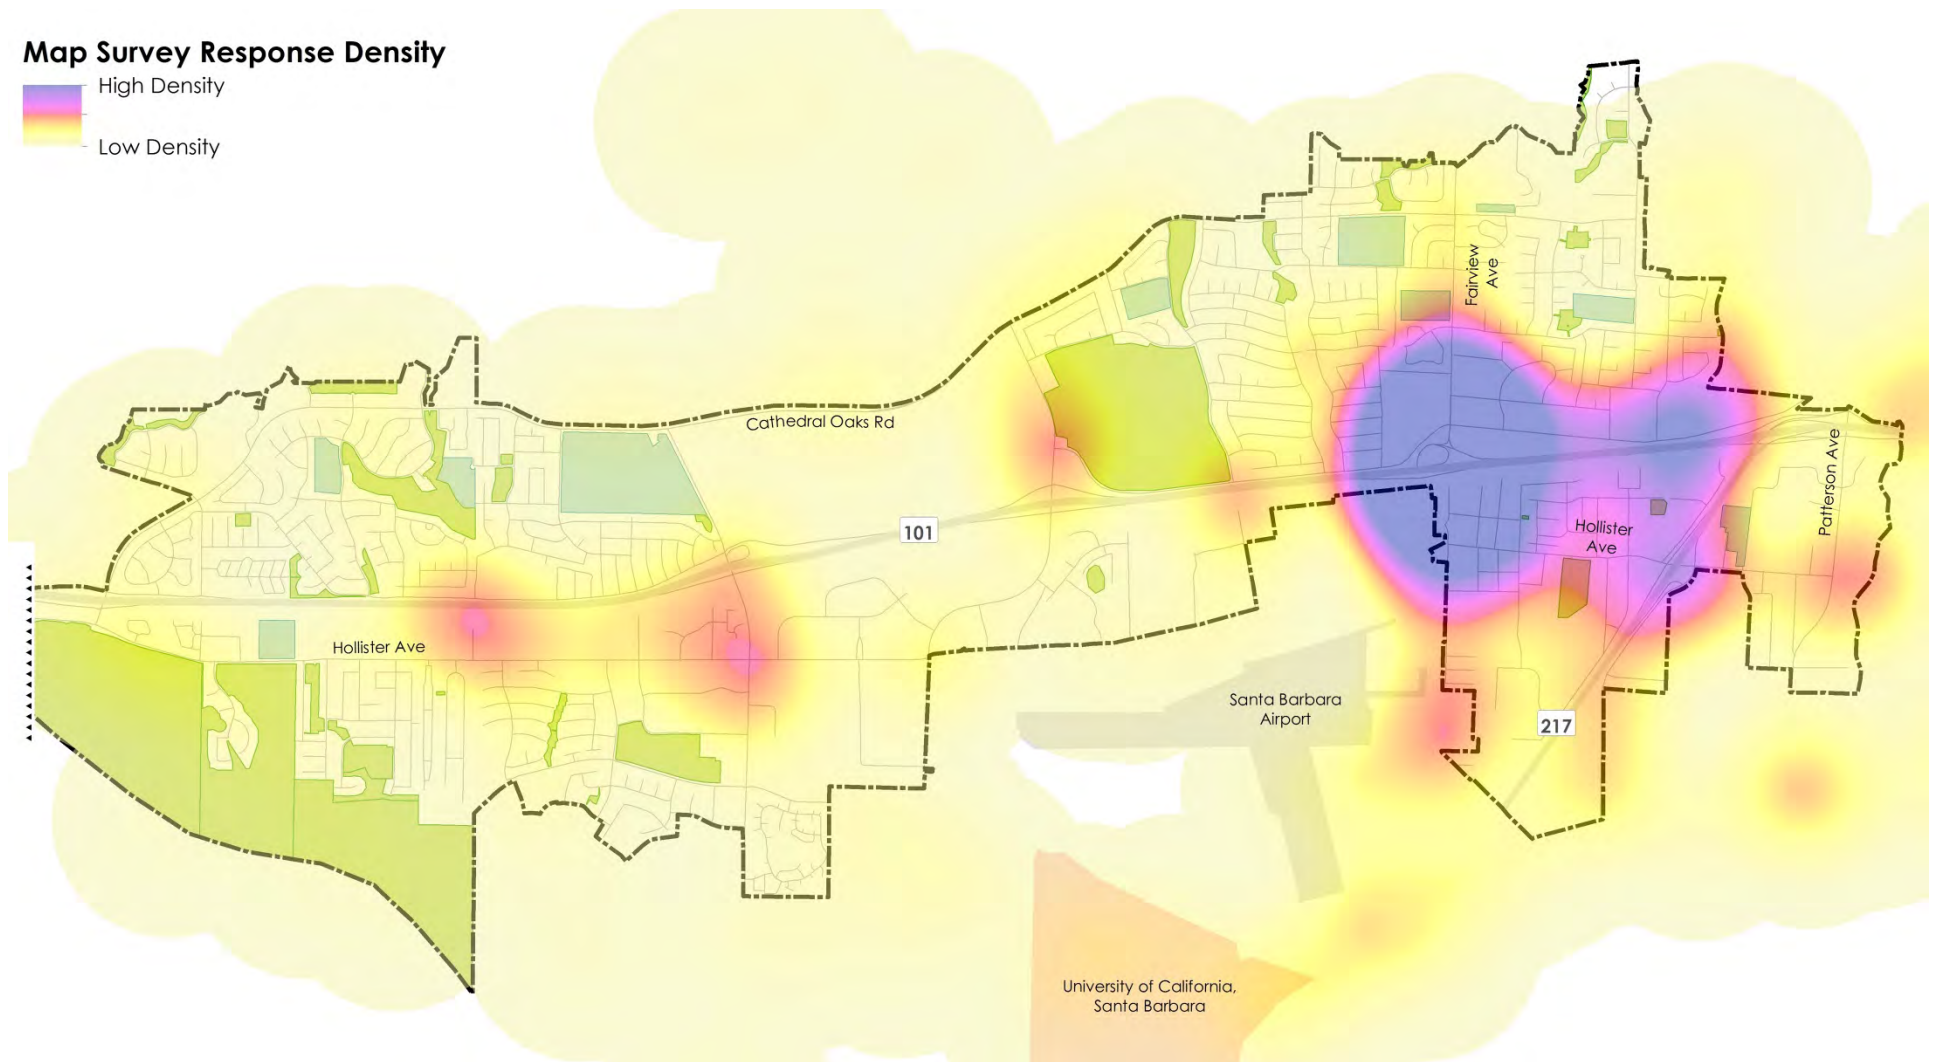 Map Survey Response Density
High Density
Low Density
Fairview
Ave
Cathedral Oaks Rd
Patterson Ave
101
Hollister
Ave
Hollister Ave
Santa Barbara
Airport
217
University of California,
Santa Barbara